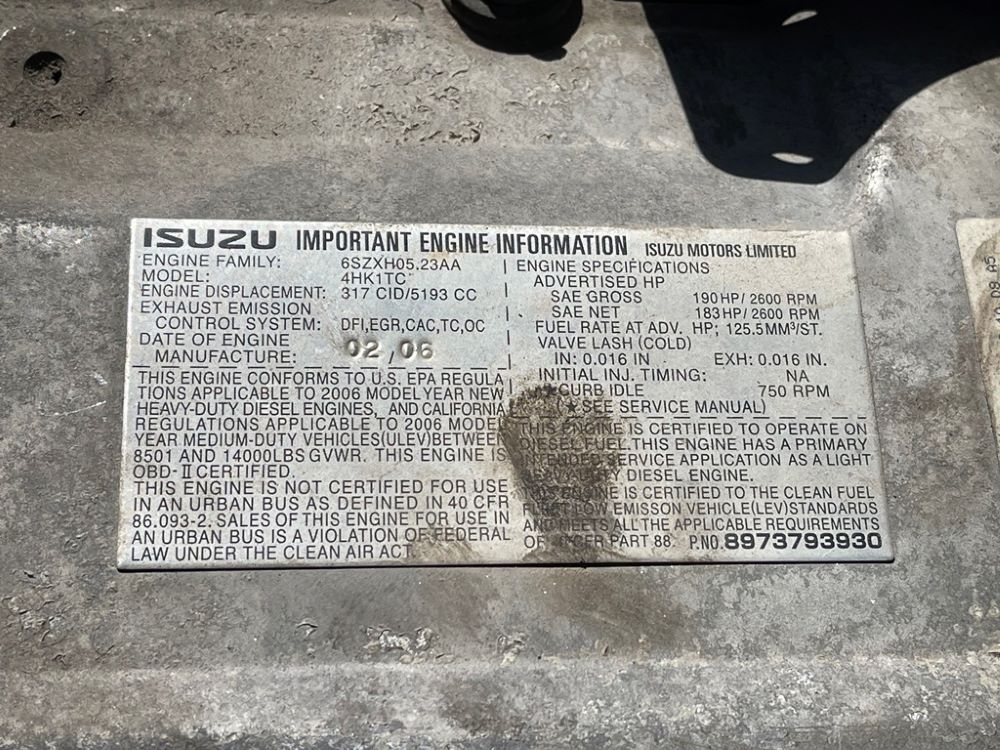 ISUZU IMPORTANT ENGINE INFORMATION ISUZU MOTORS LIMITED
ENGINE FAMILY: 6SZXH05.23AA
MODEL: 4HK1TC
ENGINE DISPLACEMENT: 317 CID/5193 CC
EXHAUST EMISSION
CONTROL SYSTEM: DFI,EGR,CAC,TC,OC
DATE OF ENGINE
MANUFACTURE: 02 , 06
THIS ENGINE CONFORMS TO U.S. EPA REGULA
TIONS APPLICABLE TO 2006 MODEL YEAR NEW
HEAVY-DUTY DIESEL ENGINES, AND CALIFORNIA
REGULATIONS APPLICABLE TO 2006 MODEL
YEAR MEDIUM-DUTY VEHICLES(ULEV)BETWEEN
8501 AND 14000LBS GVWR. THIS ENGINE IS
OBD-II CERTIFIED.
THIS ENGINE IS NOT CERTIFIED FOR USE
IN AN URBAN BUS AS DEFINED IN 40 CFR
86.093-2. SALES OF THIS ENGINE FOR USE IN
AN URBAN BUS IS A VIOLATION OF FEDERAL
LAW UNDER THE CLEAN AIR ACT.
ENGINE SPECIFICATIONS
ADVERTISED HP
SAE GROSS 190 HP/ 2600 RPM
SAE NET 183 HP/ 2600 RPM
FUEL RATE AT ADV. HP; 125.5MM³/ST.
VALVE LASH (COLD)
IN: 0.016 IN EXH: 0.016 IN.
INITIAL INJ. TIMING: NA
★CURB IDLE 750 RPM
(★SEE SERVICE MANUAL)
THIS ENGINE IS CERTIFIED TO OPERATE ON
DIESEL FUEL.THIS ENGINE HAS A PRIMARY
INTENDED SERVICE APPLICATION AS A LIGHT
HEAVY-DUTY DIESEL ENGINE.
THIS ENGINE IS CERTIFIED TO THE CLEAN FUEL
FLEET LOW EMISSON VEHICLE(LEV)STANDARDS
AND MEETS ALL THE APPLICABLE REQUIREMENTS
OF 40 CFR PART 88. P.NO.8973793930